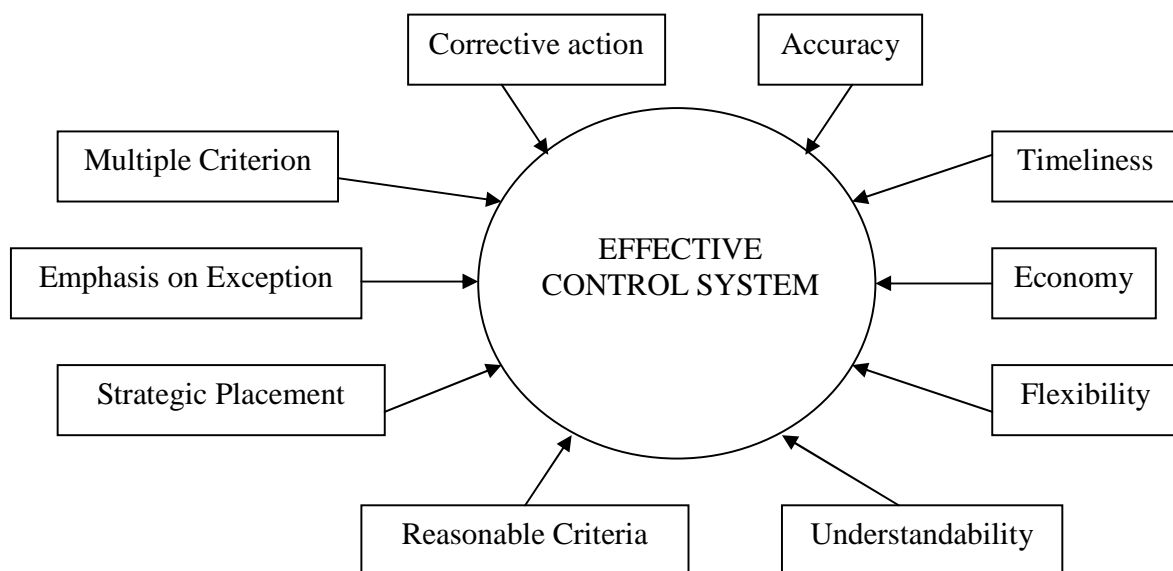 Corrective action
Accuracy
Multiple Criterion
Timeliness
EFFECTIVE
CONTROL SYSTEM
Emphasis on Exception
Economy
Strategic Placement
Flexibility
Reasonable Criteria
Understandability